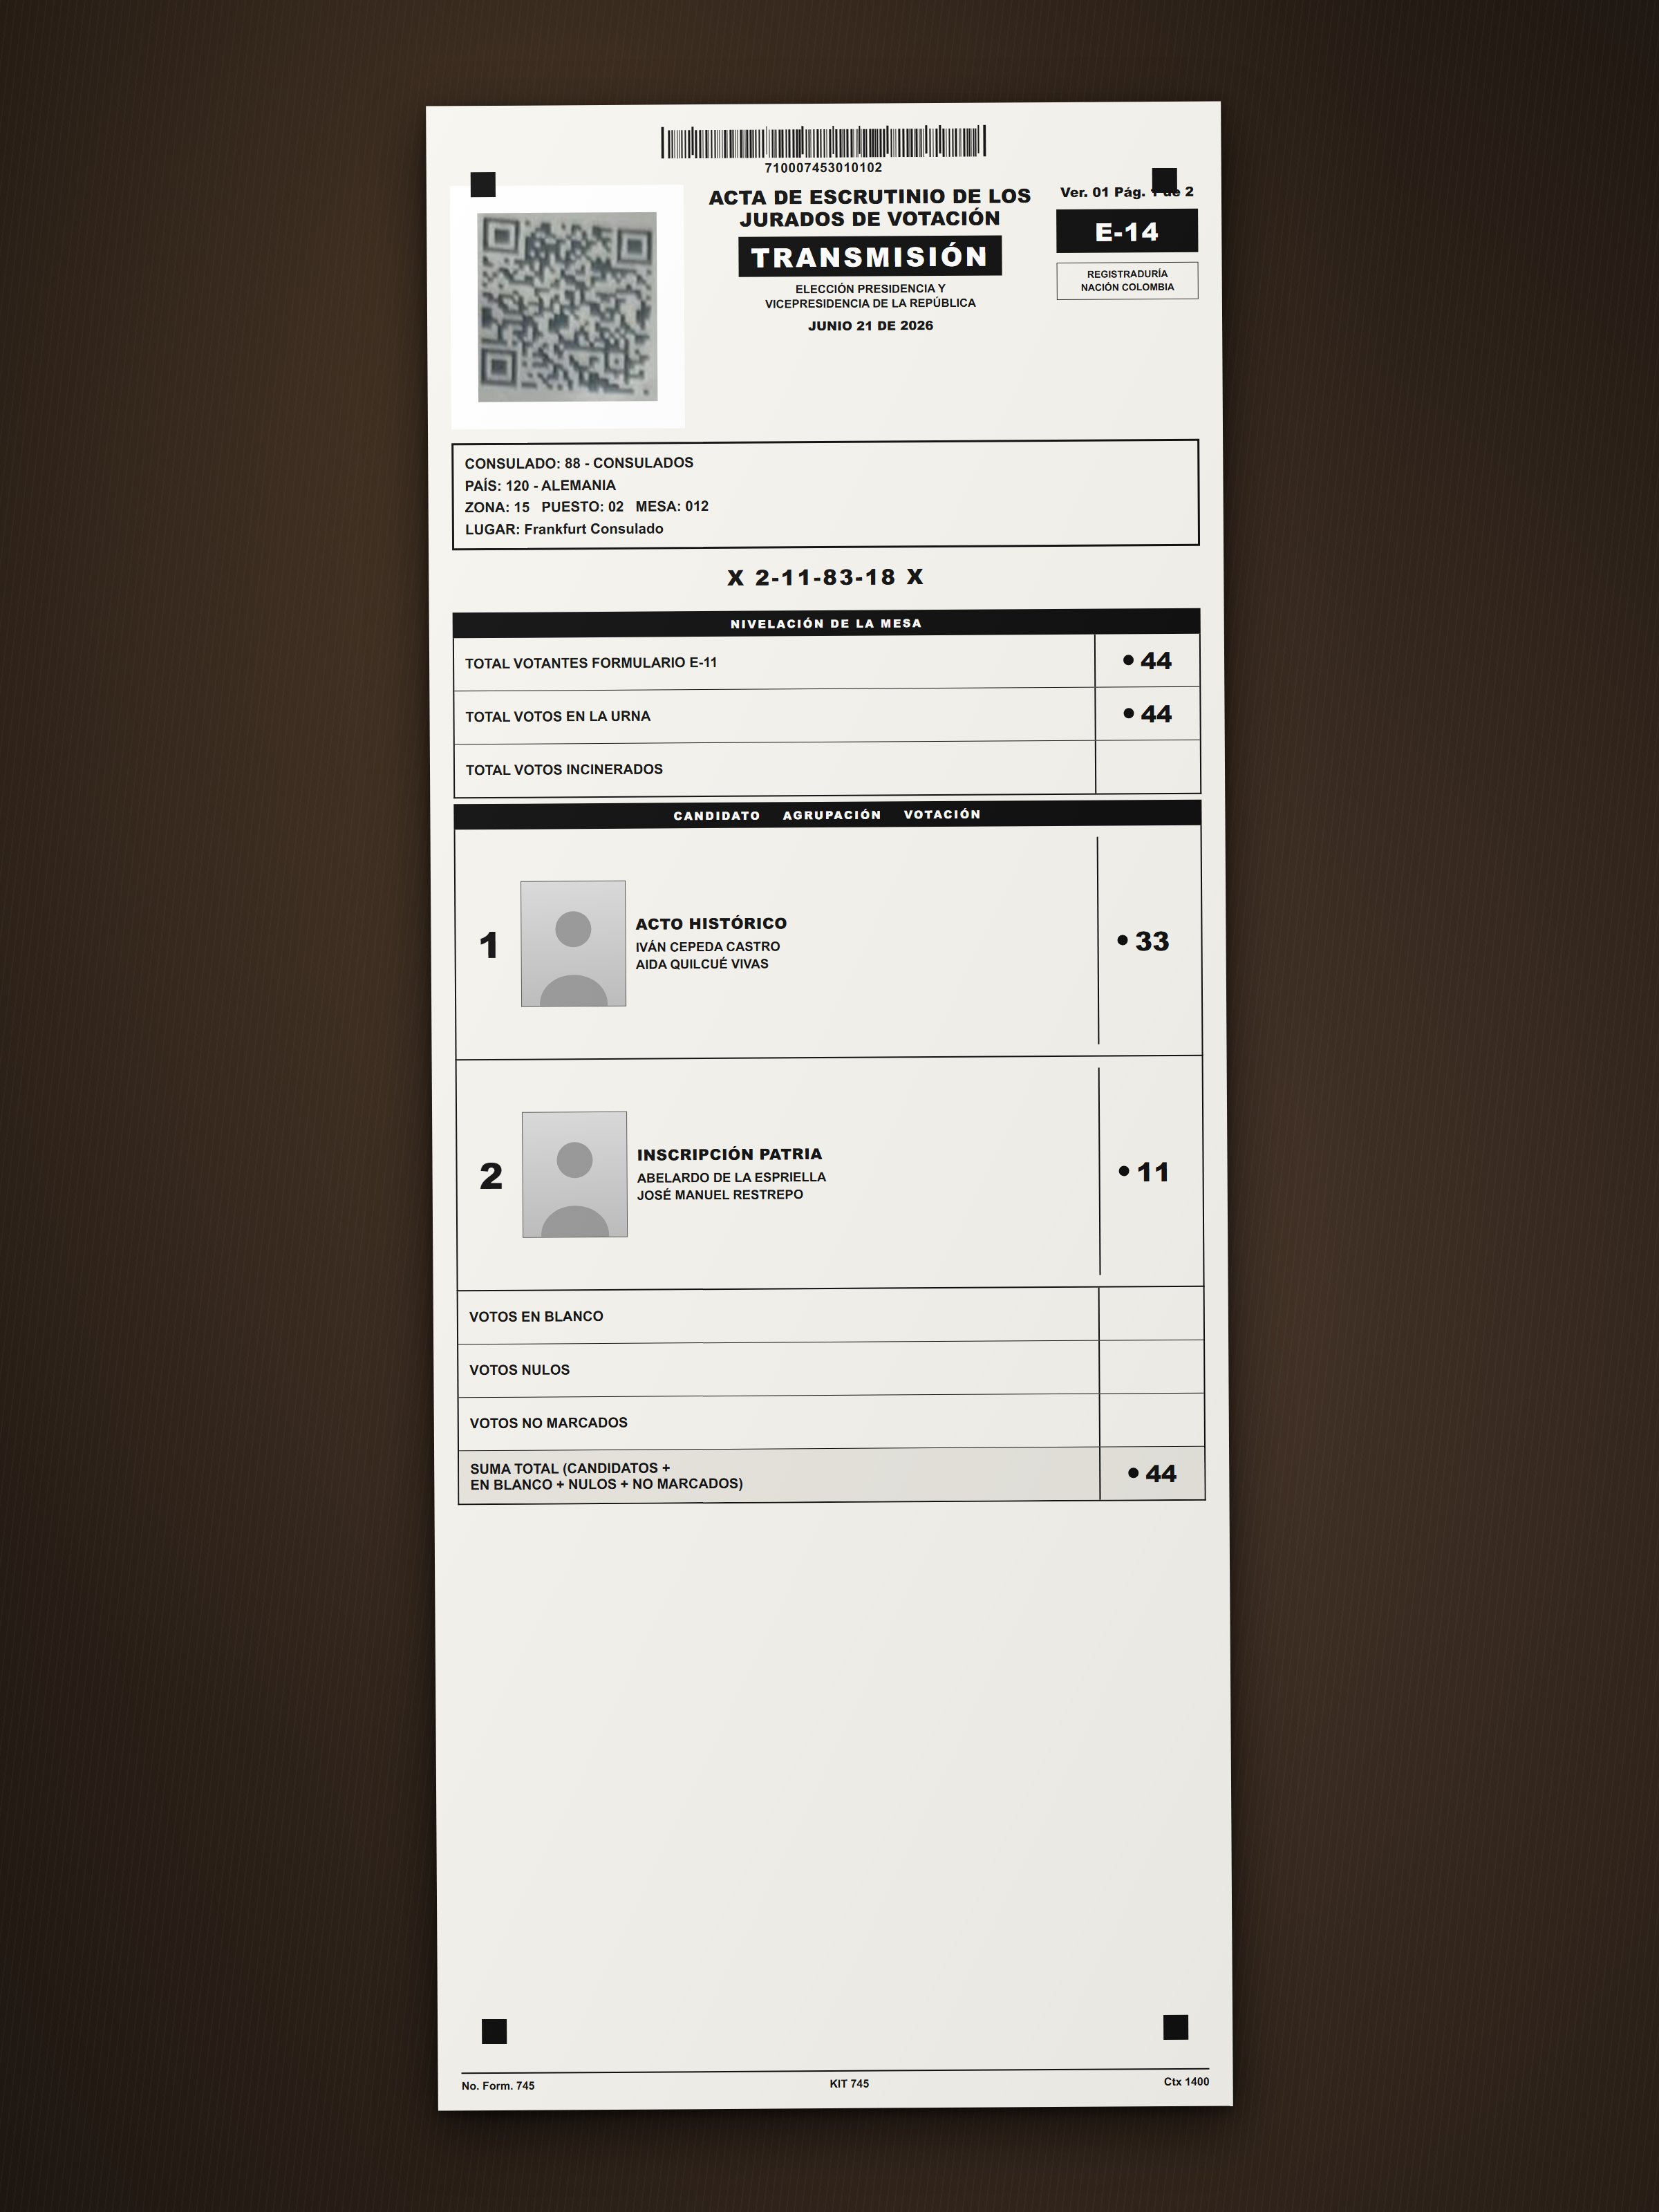 710007453010102
ACTA DE ESCRUTINIO DE LOS
JURADOS DE VOTACIÓN
TRANSMISIÓN
ELECCIÓN PRESIDENCIA Y
VICEPRESIDENCIA DE LA REPÚBLICA
JUNIO 21 DE 2026
Ver. 01 Pág. 1 de 2
E-14
REGISTRADURÍA
NACIÓN COLOMBIA
CONSULADO: 88 - CONSULADOS
PAÍS: 120 - ALEMANIA
ZONA: 15 PUESTO: 02 MESA: 012
LUGAR: Frankfurt Consulado
X 2-11-83-18 X
NIVELACIÓN DE LA MESA
TOTAL VOTANTES FORMULARIO E-11 • 44
TOTAL VOTOS EN LA URNA • 44
TOTAL VOTOS INCINERADOS
CANDIDATO AGRUPACIÓN VOTACIÓN
1
ACTO HISTÓRICO
IVÁN CEPEDA CASTRO
AIDA QUILCUÉ VIVAS
• 33
2
INSCRIPCIÓN PATRIA
ABELARDO DE LA ESPRIELLA
JOSÉ MANUEL RESTREPO
• 11
VOTOS EN BLANCO
VOTOS NULOS
VOTOS NO MARCADOS
SUMA TOTAL (CANDIDATOS +
EN BLANCO + NULOS + NO MARCADOS) • 44
No. Form. 745 KIT 745 Ctx 1400